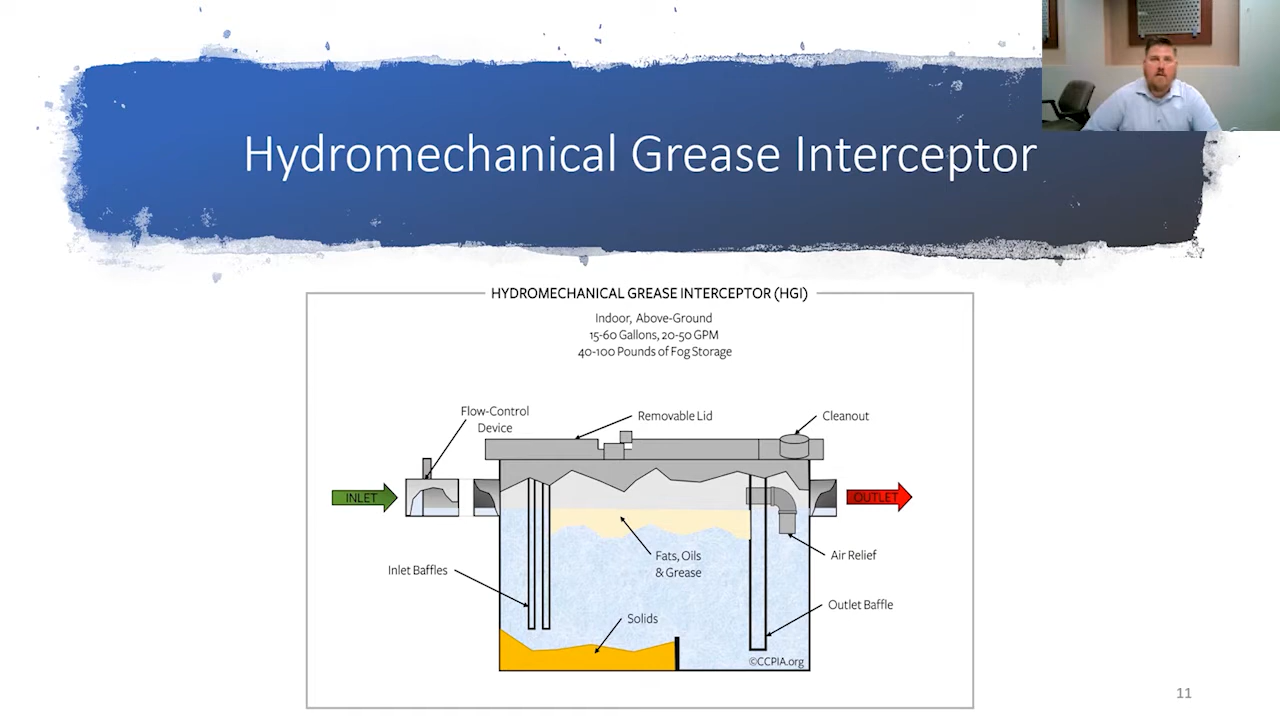 Hydromechanical Grease Interceptor
HYDROMECHANICAL GREASE INTERCEPTOR (HGI)
Indoor, Above-Ground
15-60 Gallons, 20-50 GPM
40-100 Pounds of Fog Storage
Flow-Control
Device
Removable Lid
Cleanout
INLET
OUTLET
Fats, Oils
& Grease
Air Relief
Inlet Baffles
Outlet Baffle
Solids
©CCPIA.org
11